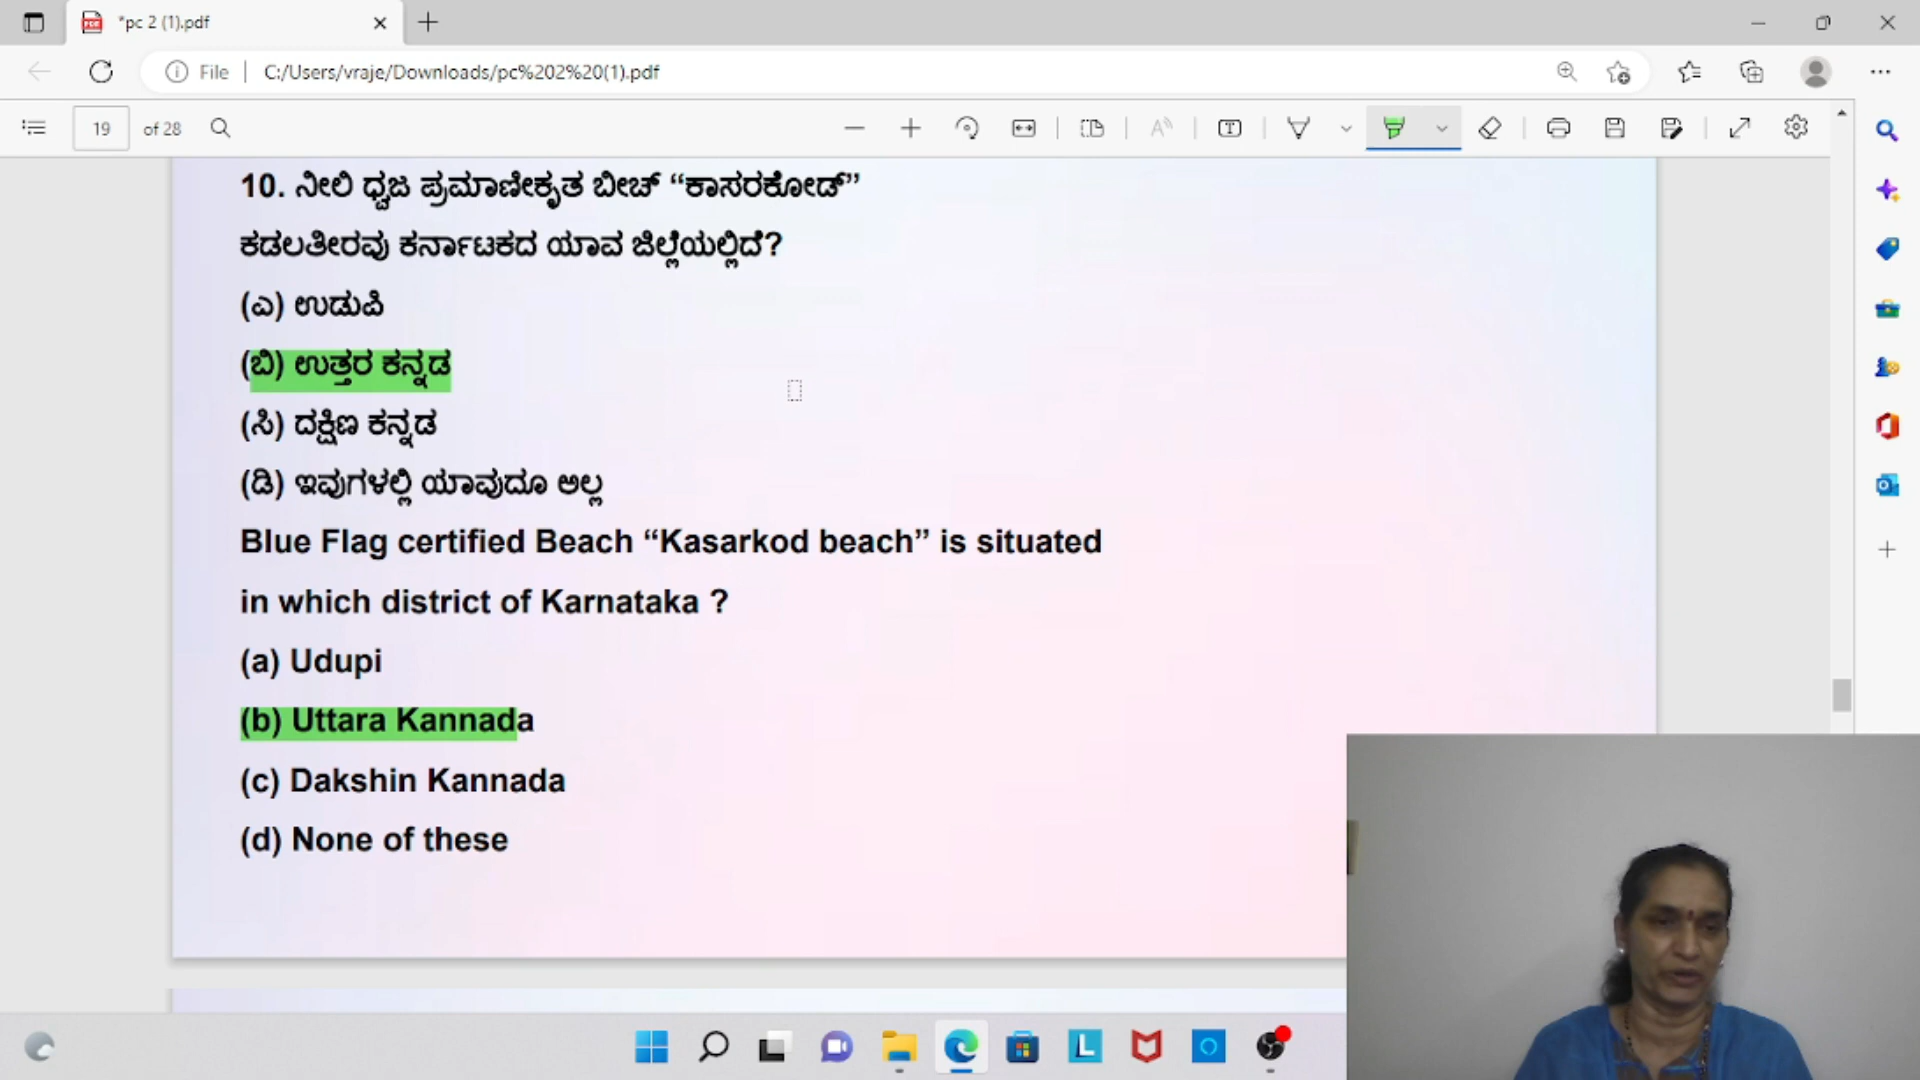 *pc 2 (1).pdf
File C:/Users/vraje/Downloads/pc%202%20(1).pdf
19 of 28
10. ನೀಲಿ ಧ್ವಜ ಪ್ರಮಾಣೀಕೃತ ಬೀಚ್ “ಕಾಸರಕೋಡ್”
ಕಡಲತೀರವು ಕರ್ನಾಟಕದ ಯಾವ ಜಿಲ್ಲೆಯಲ್ಲಿದೆ?
(ಎ) ಉಡುಪಿ
(ಬಿ) ಉತ್ತರ ಕನ್ನಡ
(ಸಿ) ದಕ್ಷಿಣ ಕನ್ನಡ
(ಡಿ) ಇವುಗಳಲ್ಲಿ ಯಾವುದೂ ಅಲ್ಲ
Blue Flag certified Beach “Kasarkod beach” is situated
in which district of Karnataka ?
(a) Udupi
(b) Uttara Kannada
(c) Dakshin Kannada
(d) None of these